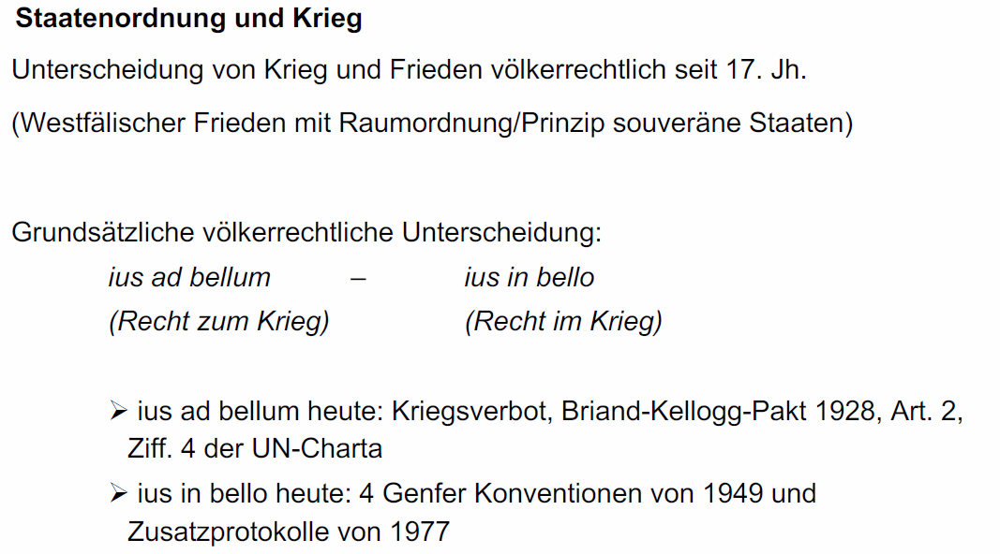 Staatenordnung und Krieg
Unterscheidung von Krieg und Frieden völkerrechtlich seit 17. Jh.
(Westfälischer Frieden mit Raumordnung/Prinzip souveräne Staaten)
Grundsätzliche völkerrechtliche Unterscheidung:
ius ad bellum – ius in bello
(Recht zum Krieg) (Recht im Krieg)
➢ ius ad bellum heute: Kriegsverbot, Briand-Kellogg-Pakt 1928, Art. 2,
Ziff. 4 der UN-Charta
➢ ius in bello heute: 4 Genfer Konventionen von 1949 und
Zusatzprotokolle von 1977